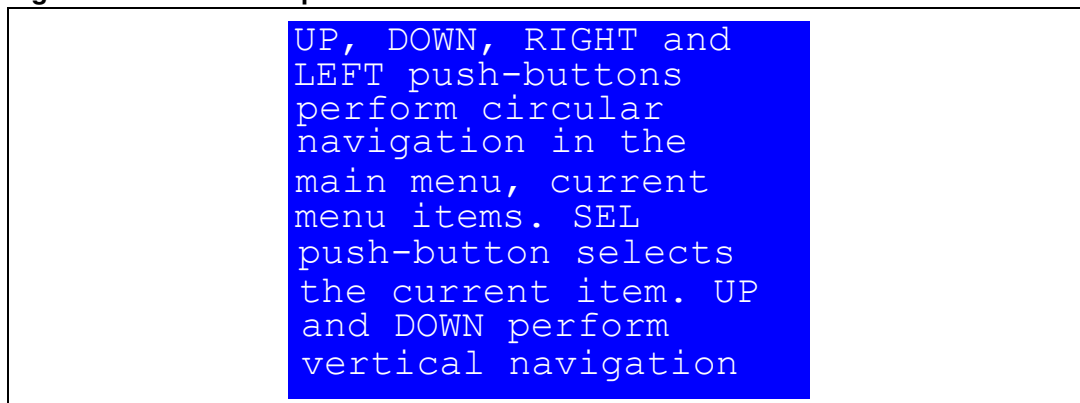 UP, DOWN, RIGHT and
LEFT push-buttons
perform circular
navigation in the
main menu, current
menu items. SEL
push-button selects
the current item. UP
and DOWN perform
vertical navigation